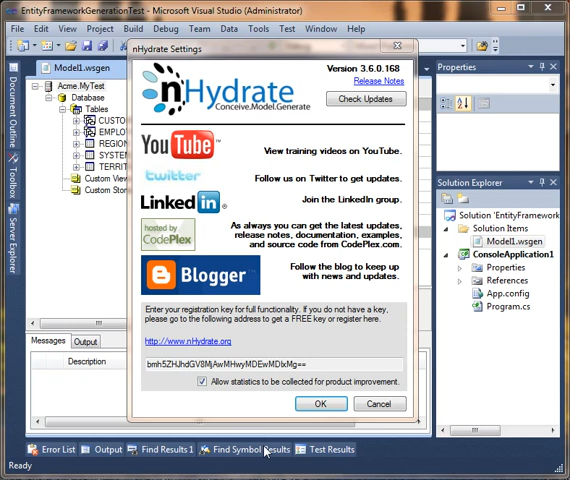 EntityFrameworkGenerationTest - Microsoft Visual Studio (Administrator)
File Edit View Project Build Debug Team Data Tools Test Window Help
Model1.wsgen
Acme.MyTest
Database
Tables
CUSTO
EMPLO
REGIO
SYSTE
TERRIT
Custom View
Custom Stor
Document Outline
Toolbox
Server Explorer
nHydrate Settings
nHydrate
Conceive.Model.Generate
Version 3.6.0.168
Release Notes
Check Updates
YouTube™
View training videos on YouTube.
twitter
Follow us on Twitter to get updates.
Linked in®
Join the LinkedIn group.
hosted by
CodePlex
As always you can get the latest updates,
release notes, documentation, examples,
and source code from CodePlex.com.
Blogger
Follow the blog to keep up
with news and updates.
Enter your registration key for full functionality. If you do not have a key,
please go to the following address to get a FREE key or register here.
http://www.nHydrate.org
Allow statistics to be collected for product improvement.
OK
Cancel
Properties
Solution Explorer
Solution 'EntityFramework
Solution Items
Model1.wsgen
ConsoleApplication1
Properties
References
App.config
Program.cs
Messages Output
Description
Error List Output Find Results 1 Find Symbol Results Test Results
Ready